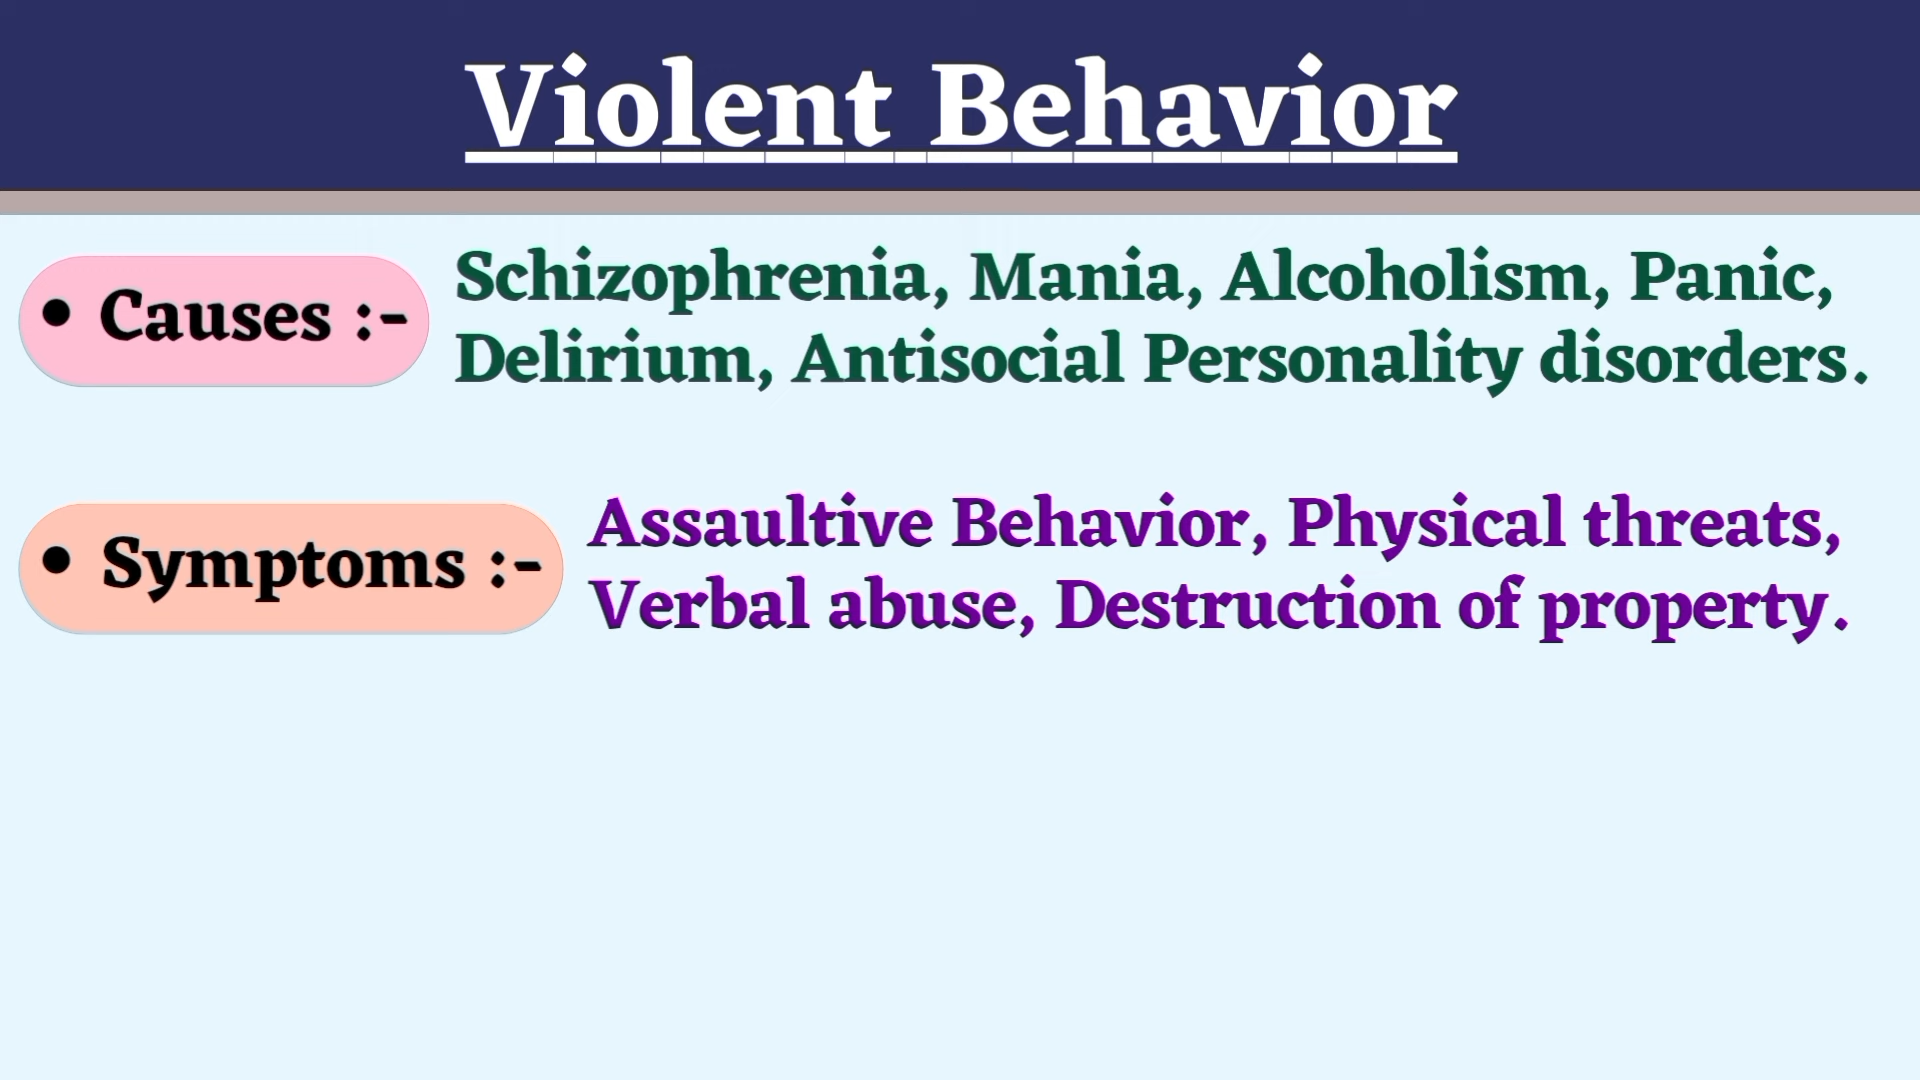 Violent Behavior
• Causes :-
Schizophrenia, Mania, Alcoholism, Panic,
Delirium, Antisocial Personality disorders.
• Symptoms :-
Assaultive Behavior, Physical threats,
Verbal abuse, Destruction of property.